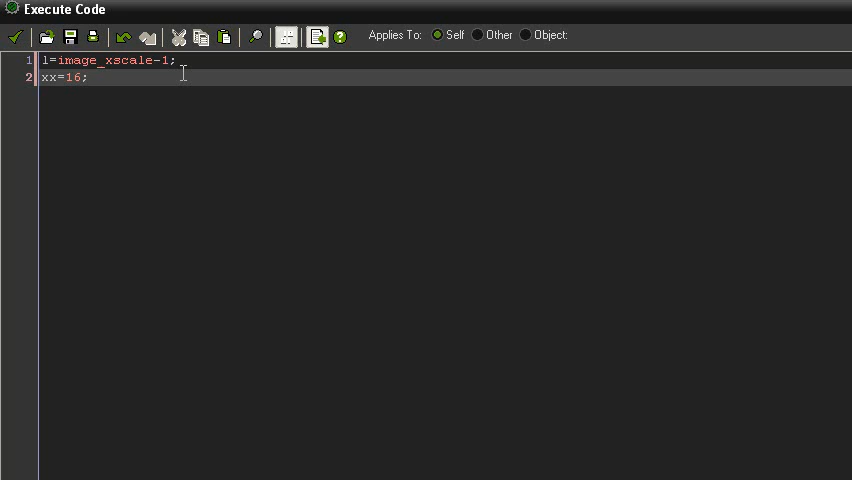 Execute Code
Applies To: Self Other Object:
1 l=image_xscale-1;
2 xx=16;